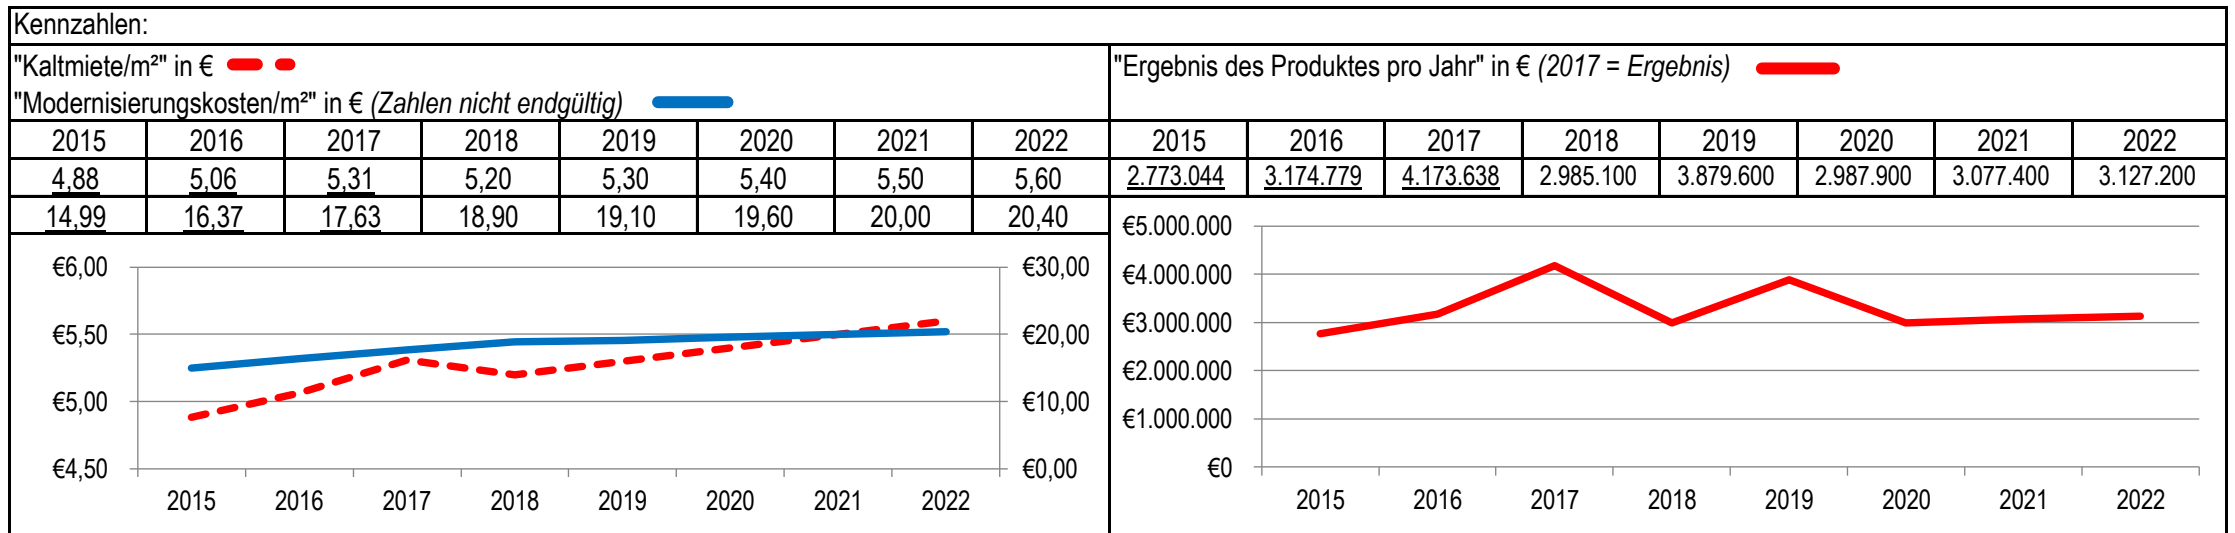 Kennzahlen:
"Kaltmiete/m²" in €
"Modernisierungskosten/m²" in € (Zahlen nicht endgültig)
"Ergebnis des Produktes pro Jahr" in € (2017 = Ergebnis)
2015 2016 2017 2018 2019 2020 2021 2022
4,88 5,06 5,31 5,20 5,30 5,40 5,50 5,60
14,99 16,37 17,63 18,90 19,10 19,60 20,00 20,40
2015 2016 2017 2018 2019 2020 2021 2022
2.773.044 3.174.779 4.173.638 2.985.100 3.879.600 2.987.900 3.077.400 3.127.200
€6,00
€5,50
€5,00
€4,50
€30,00
€20,00
€10,00
€0,00
2015 2016 2017 2018 2019 2020 2021 2022
€5.000.000
€4.000.000
€3.000.000
€2.000.000
€1.000.000
€0
2015 2016 2017 2018 2019 2020 2021 2022